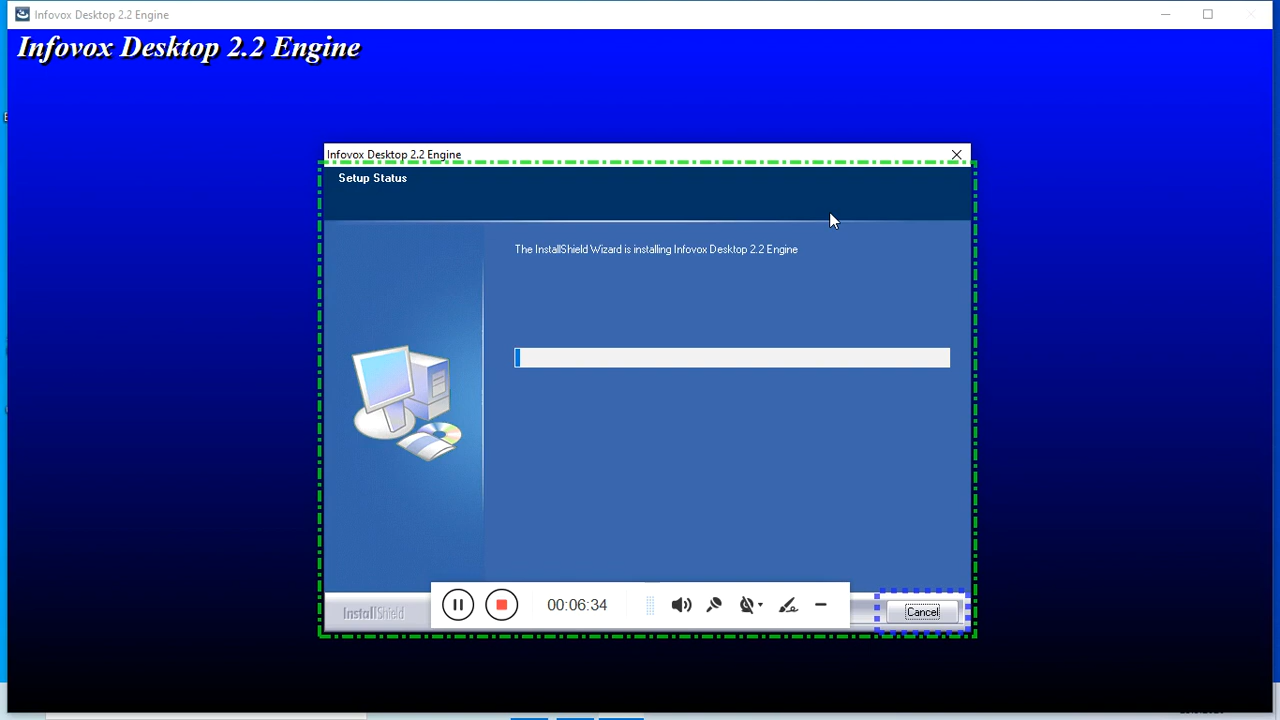 Infovox Desktop 2.2 Engine
Infovox Desktop 2.2 Engine
Infovox Desktop 2.2 Engine
Setup Status
The InstallShield Wizard is installing Infovox Desktop 2.2 Engine
InstallShield
00:06:34
Cancel